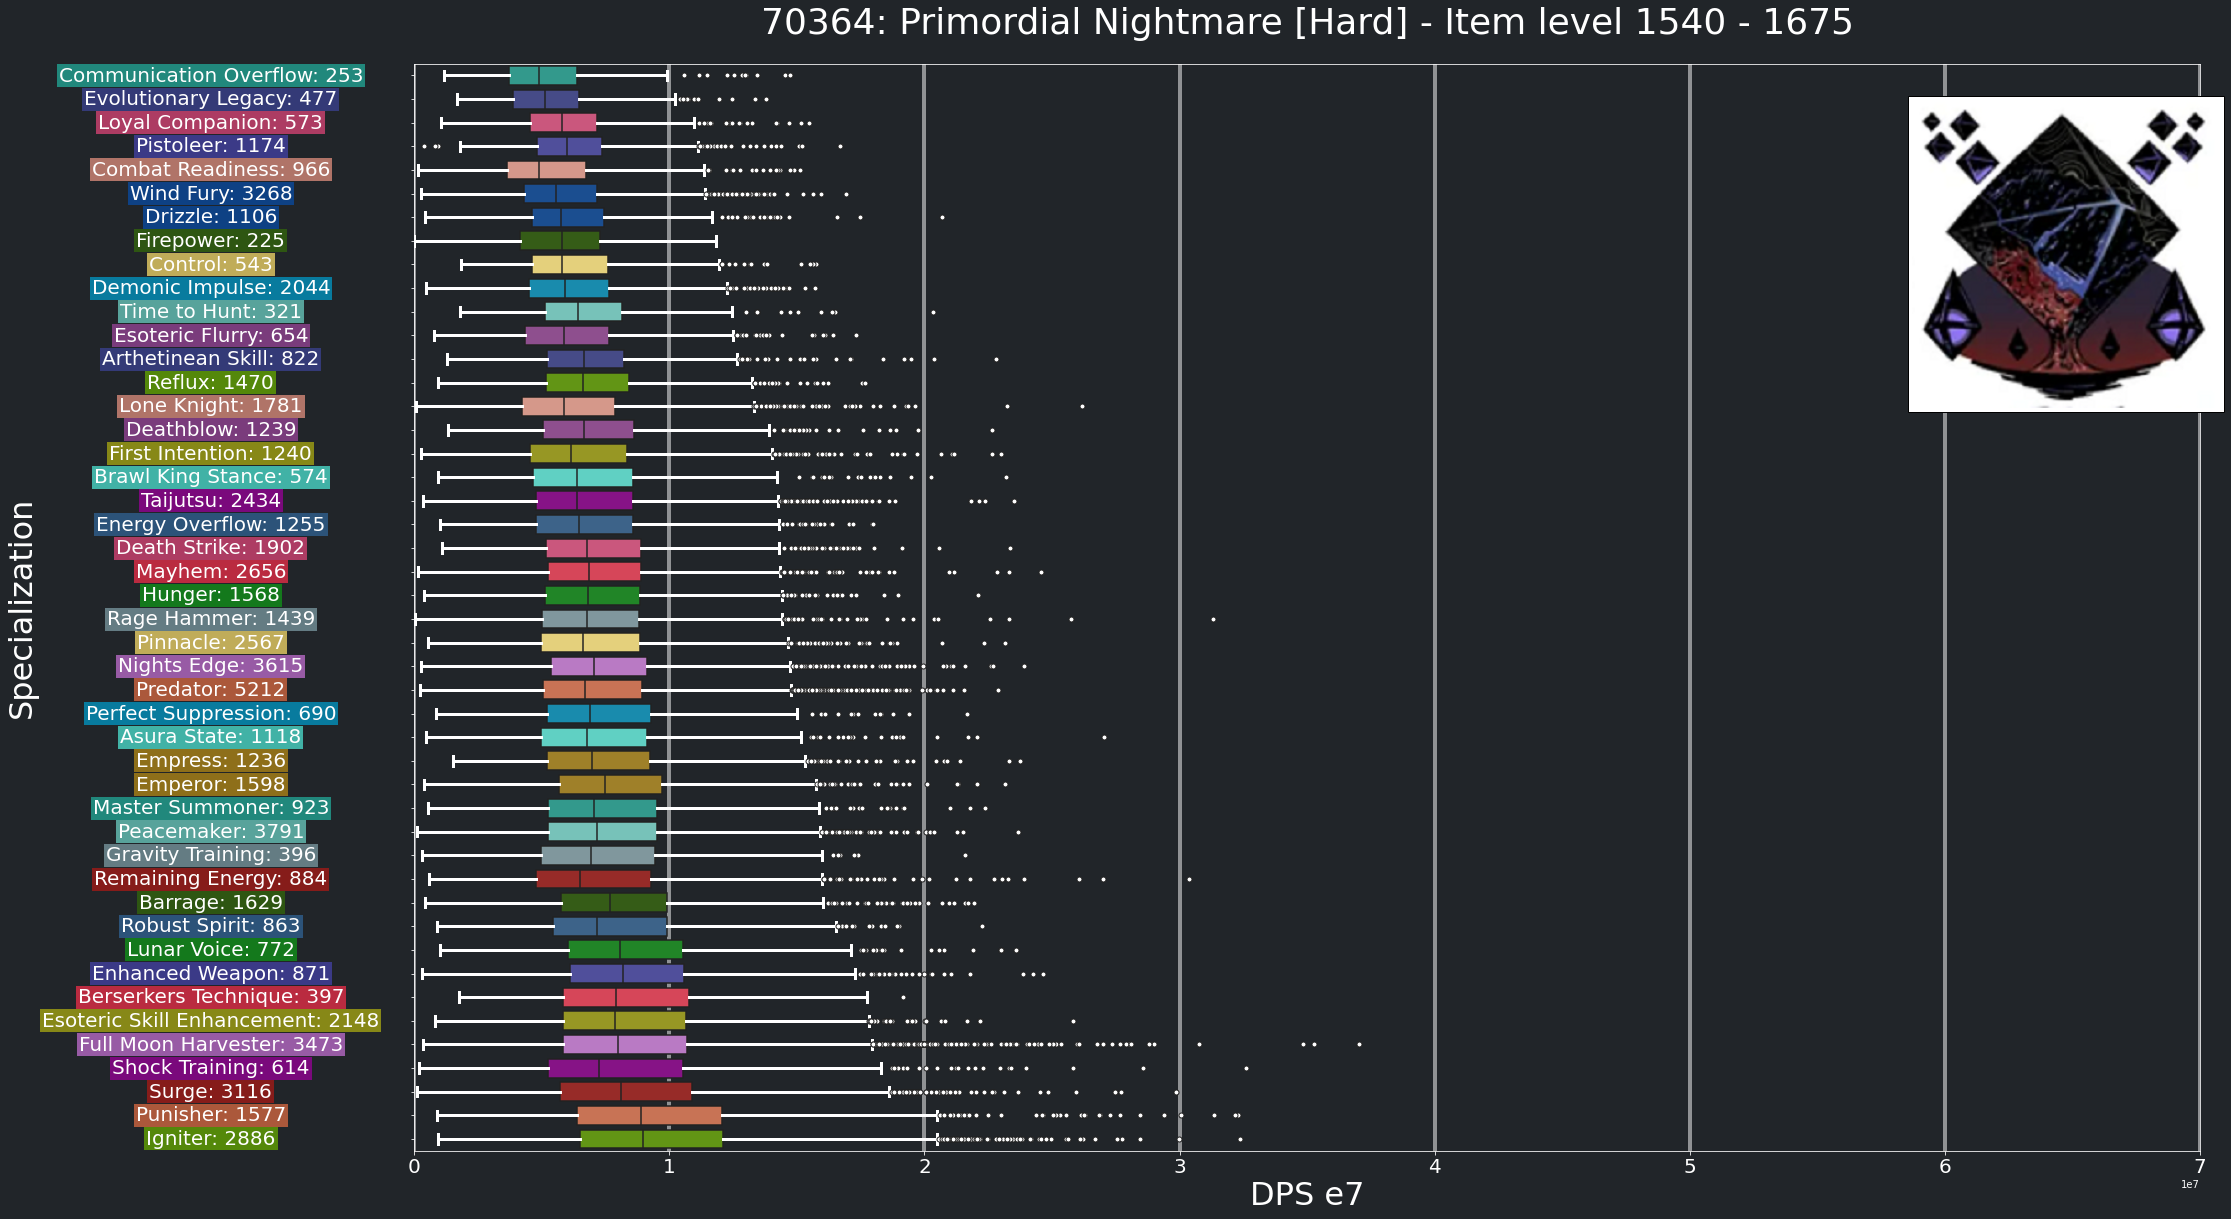 70364: Primordial Nightmare [Hard] - Item level 1540 - 1675
Communication Overflow: 253
Evolutionary Legacy: 477
Loyal Companion: 573
Pistoleer: 1174
Combat Readiness: 966
Wind Fury: 3268
Drizzle: 1106
Firepower: 225
Control: 543
Demonic Impulse: 2044
Time to Hunt: 321
Esoteric Flurry: 654
Arthetinean Skill: 822
Reflux: 1470
Lone Knight: 1781
Deathblow: 1239
First Intention: 1240
Brawl King Stance: 574
Taijutsu: 2434
Energy Overflow: 1255
Death Strike: 1902
Mayhem: 2656
Hunger: 1568
Rage Hammer: 1439
Pinnacle: 2567
Nights Edge: 3615
Predator: 5212
Perfect Suppression: 690
Asura State: 1118
Empress: 1236
Emperor: 1598
Master Summoner: 923
Peacemaker: 3791
Gravity Training: 396
Remaining Energy: 884
Barrage: 1629
Robust Spirit: 863
Lunar Voice: 772
Enhanced Weapon: 871
Berserkers Technique: 397
Esoteric Skill Enhancement: 2148
Full Moon Harvester: 3473
Shock Training: 614
Surge: 3116
Punisher: 1577
Igniter: 2886
Specialization
0 1 2 3 4 5 6 7
1e7
DPS e7